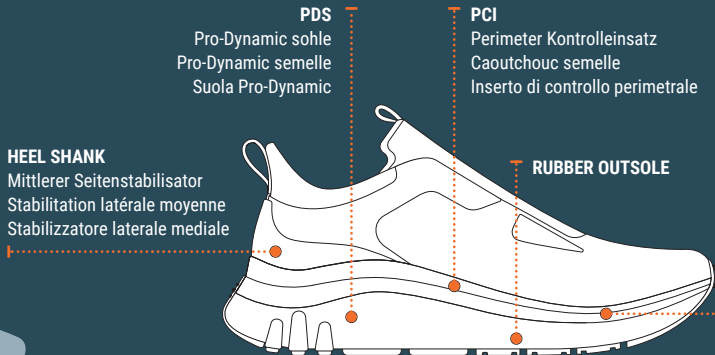 PDS
Pro-Dynamic sohle
Pro-Dynamic semelle
Suola Pro-Dynamic
PCI
Perimeter Kontrolleinsatz
Caoutchouc semelle
Inserto di controllo perimetrale
HEEL SHANK
Mittlerer Seitenstabilisator
Stabilitation latérale moyenne
Stabilizzatore laterale mediale
RUBBER OUTSOLE